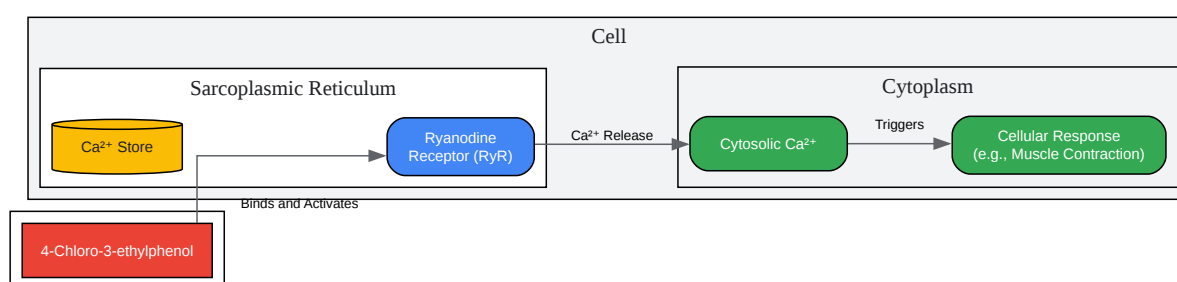 Cell
Sarcoplasmic Reticulum
Cytoplasm
Ca²⁺ Store
Ryanodine
Receptor (RyR)
Ca²⁺ Release
Cytosolic Ca²⁺
Triggers
Cellular Response
(e.g., Muscle Contraction)
Binds and Activates
4-Chloro-3-ethylphenol